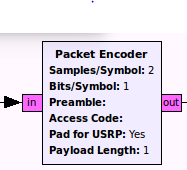 Packet Encoder
Samples/Symbol: 2
Bits/Symbol: 1
in
Preamble:
out
Access Code:
Pad for USRP: Yes
Payload Length: 1